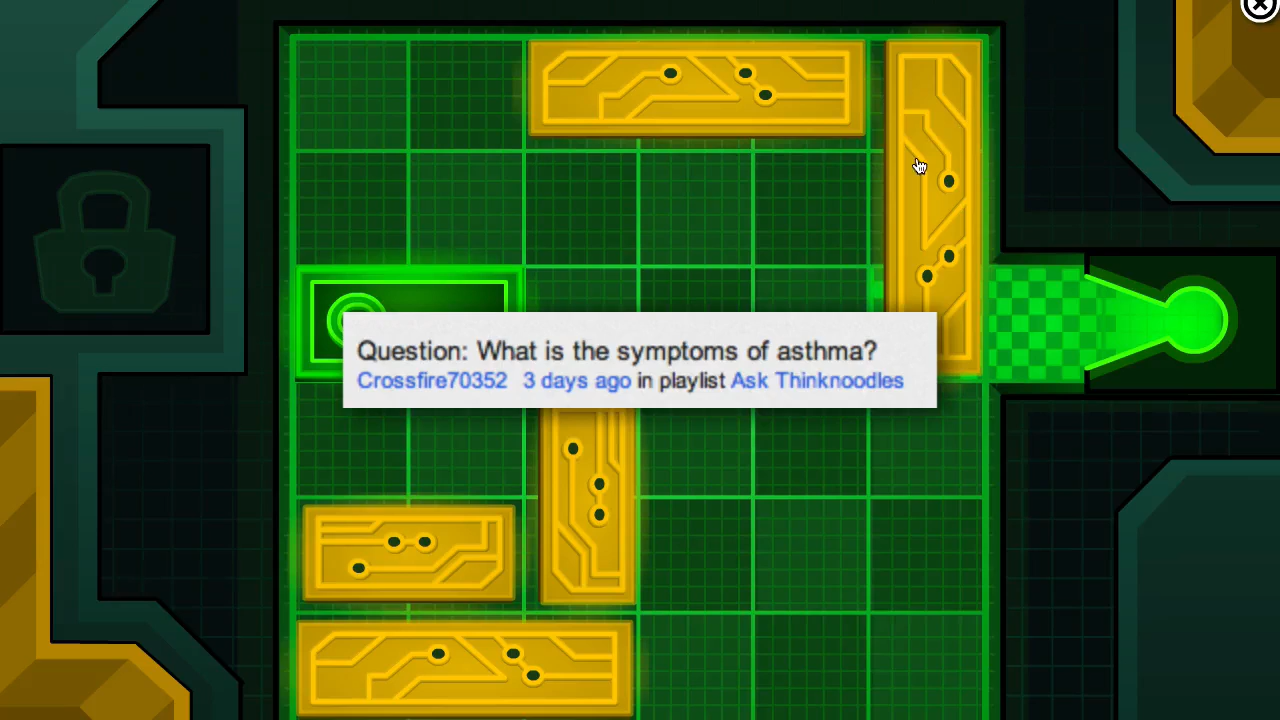 Question: What is the symptoms of asthma?
Crossfire70352 3 days ago in playlist Ask Thinknoodles